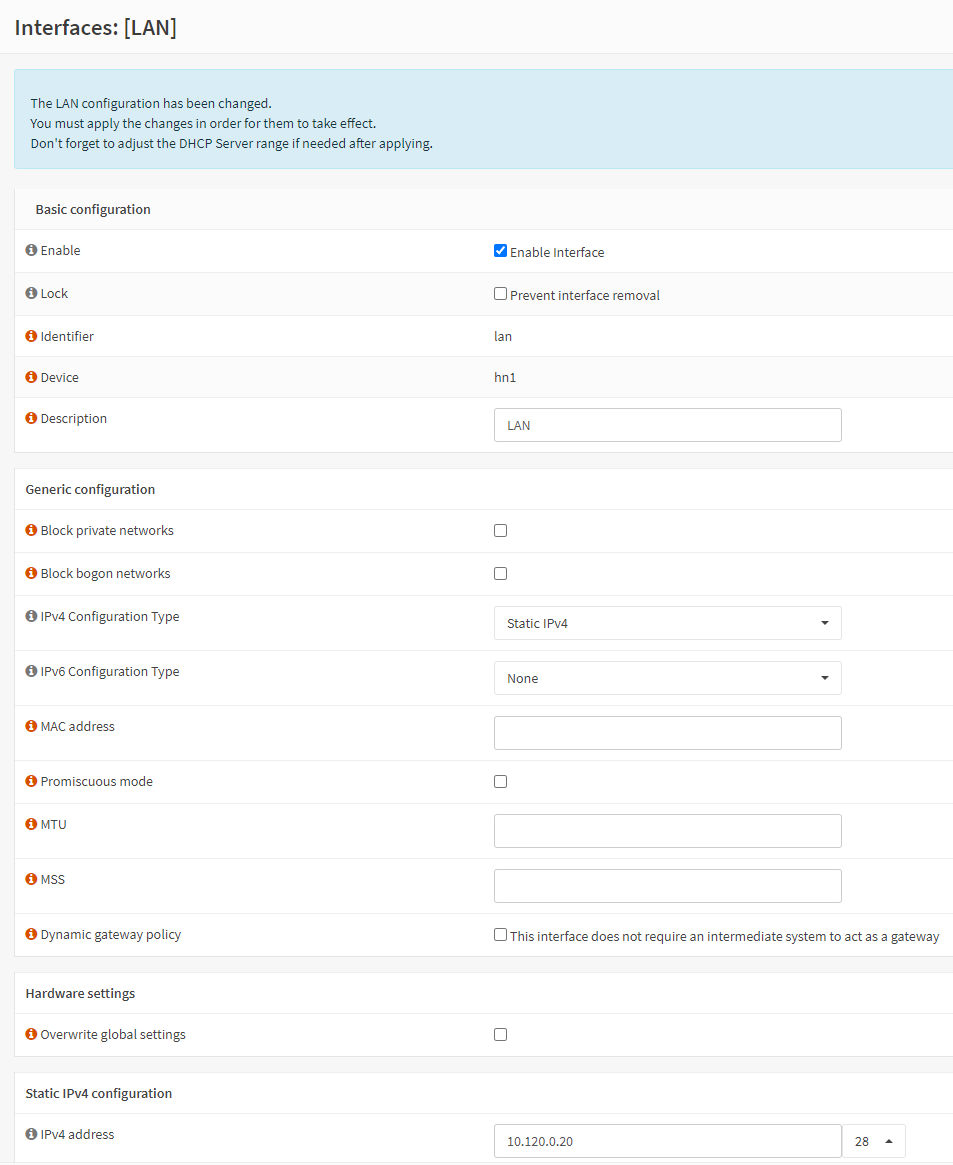 Interfaces: [LAN]
The LAN configuration has been changed.
You must apply the changes in order for them to take effect.
Don't forget to adjust the DHCP Server range if needed after applying.
Basic configuration
Enable
Enable Interface
Lock
Prevent interface removal
Identifier
lan
Device
hn1
Description
LAN
Generic configuration
Block private networks
Block bogon networks
IPv4 Configuration Type
Static IPv4
IPv6 Configuration Type
None
MAC address
Promiscuous mode
MTU
MSS
Dynamic gateway policy
This interface does not require an intermediate system to act as a gateway
Hardware settings
Overwrite global settings
Static IPv4 configuration
IPv4 address
10.120.0.20
28